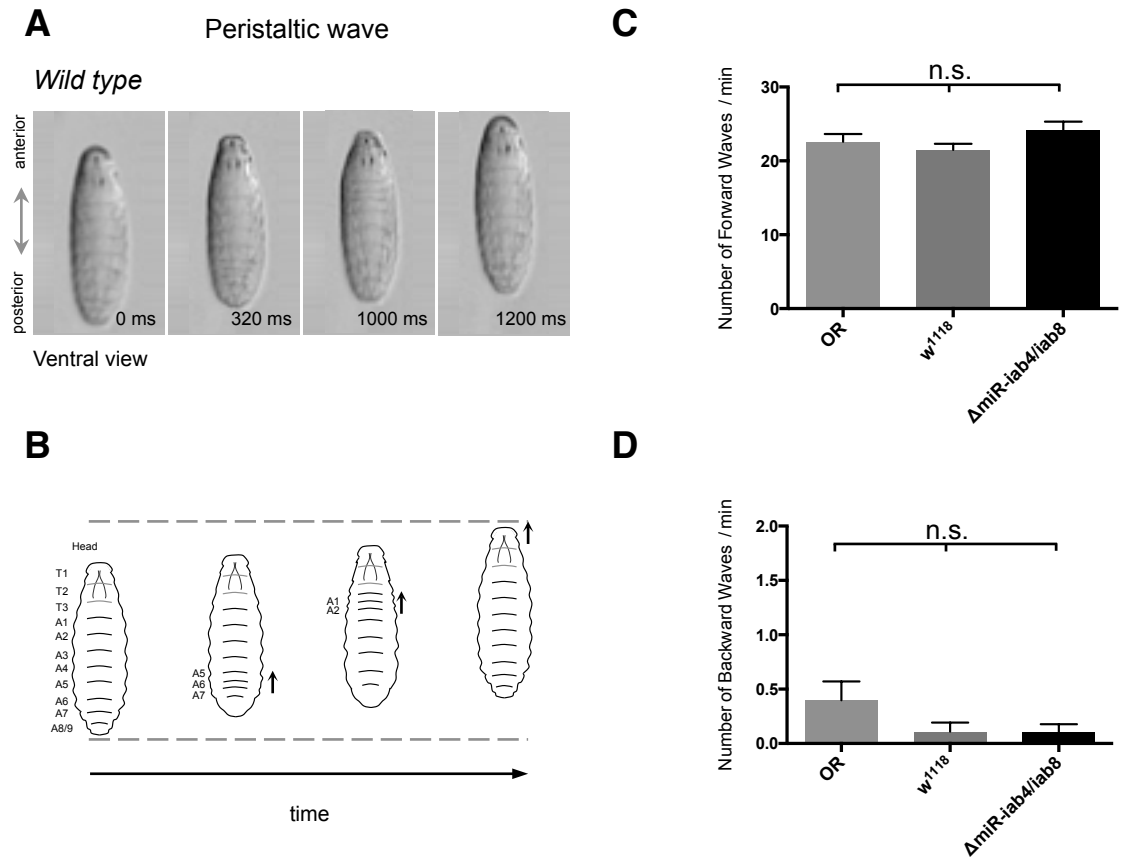 A
Peristaltic wave
Wild type
anterior
posterior
0 ms
320 ms
1000 ms
1200 ms
Ventral view
B
Head
T1
T2
T3
A1
A2
A3
A4
A5
A6
A7
A8/9
A5
A6
A7
A1
A2
time
C
n.s.
Number of Forward Waves / min
30
20
10
0
OR
w¹¹¹⁸
ΔmiR-iab4/iab8
D
n.s.
Number of Backward Waves / min
2.0
1.5
1.0
0.5
0.0
OR
w¹¹¹⁸
ΔmiR-iab4/iab8